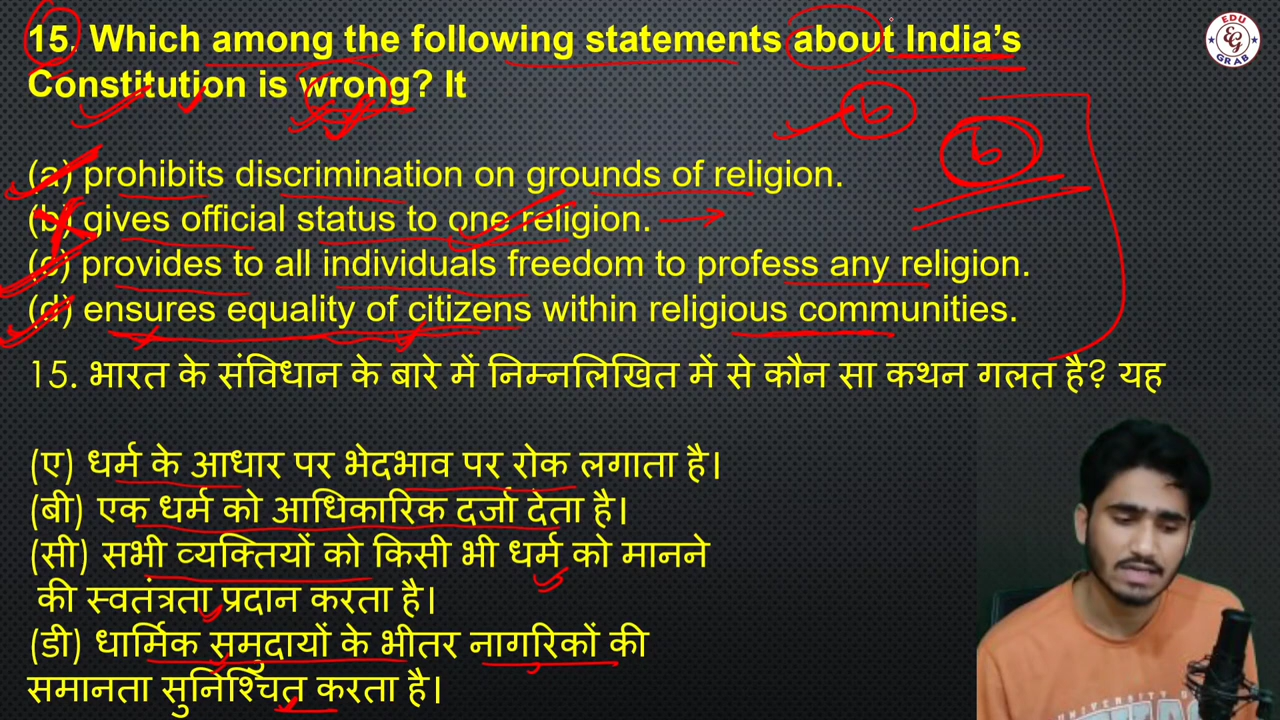 15. Which among the following statements about India's
Constitution is wrong? It
b
b
(a) prohibits discrimination on grounds of religion.
(b) gives official status to one religion.
(c) provides to all individuals freedom to profess any religion.
(d) ensures equality of citizens within religious communities.
15. भारत के संविधान के बारे में निम्नलिखित में से कौन सा कथन गलत है? यह
(ए) धर्म के आधार पर भेदभाव पर रोक लगाता है।
(बी) एक धर्म को आधिकारिक दर्जा देता है।
(सी) सभी व्यक्तियों को किसी भी धर्म को मानने
की स्वतंत्रता प्रदान करता है।
(डी) धार्मिक समुदायों के भीतर नागरिकों की
समानता सुनिश्चित करता है।
EDU
EG
GRAB